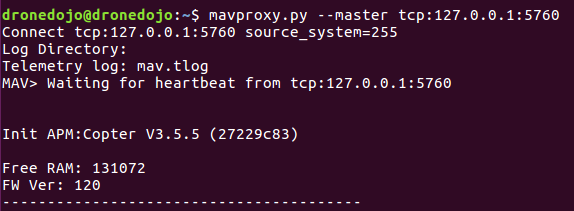 dronedojo@dronedojo:~$ mavproxy.py --master tcp:127.0.0.1:5760
Connect tcp:127.0.0.1:5760 source_system=255
Log Directory:
Telemetry log: mav.tlog
MAV> Waiting for heartbeat from tcp:127.0.0.1:5760
Init APM:Copter V3.5.5 (27229c83)
Free RAM: 131072
FW Ver: 120
----------------------------------------